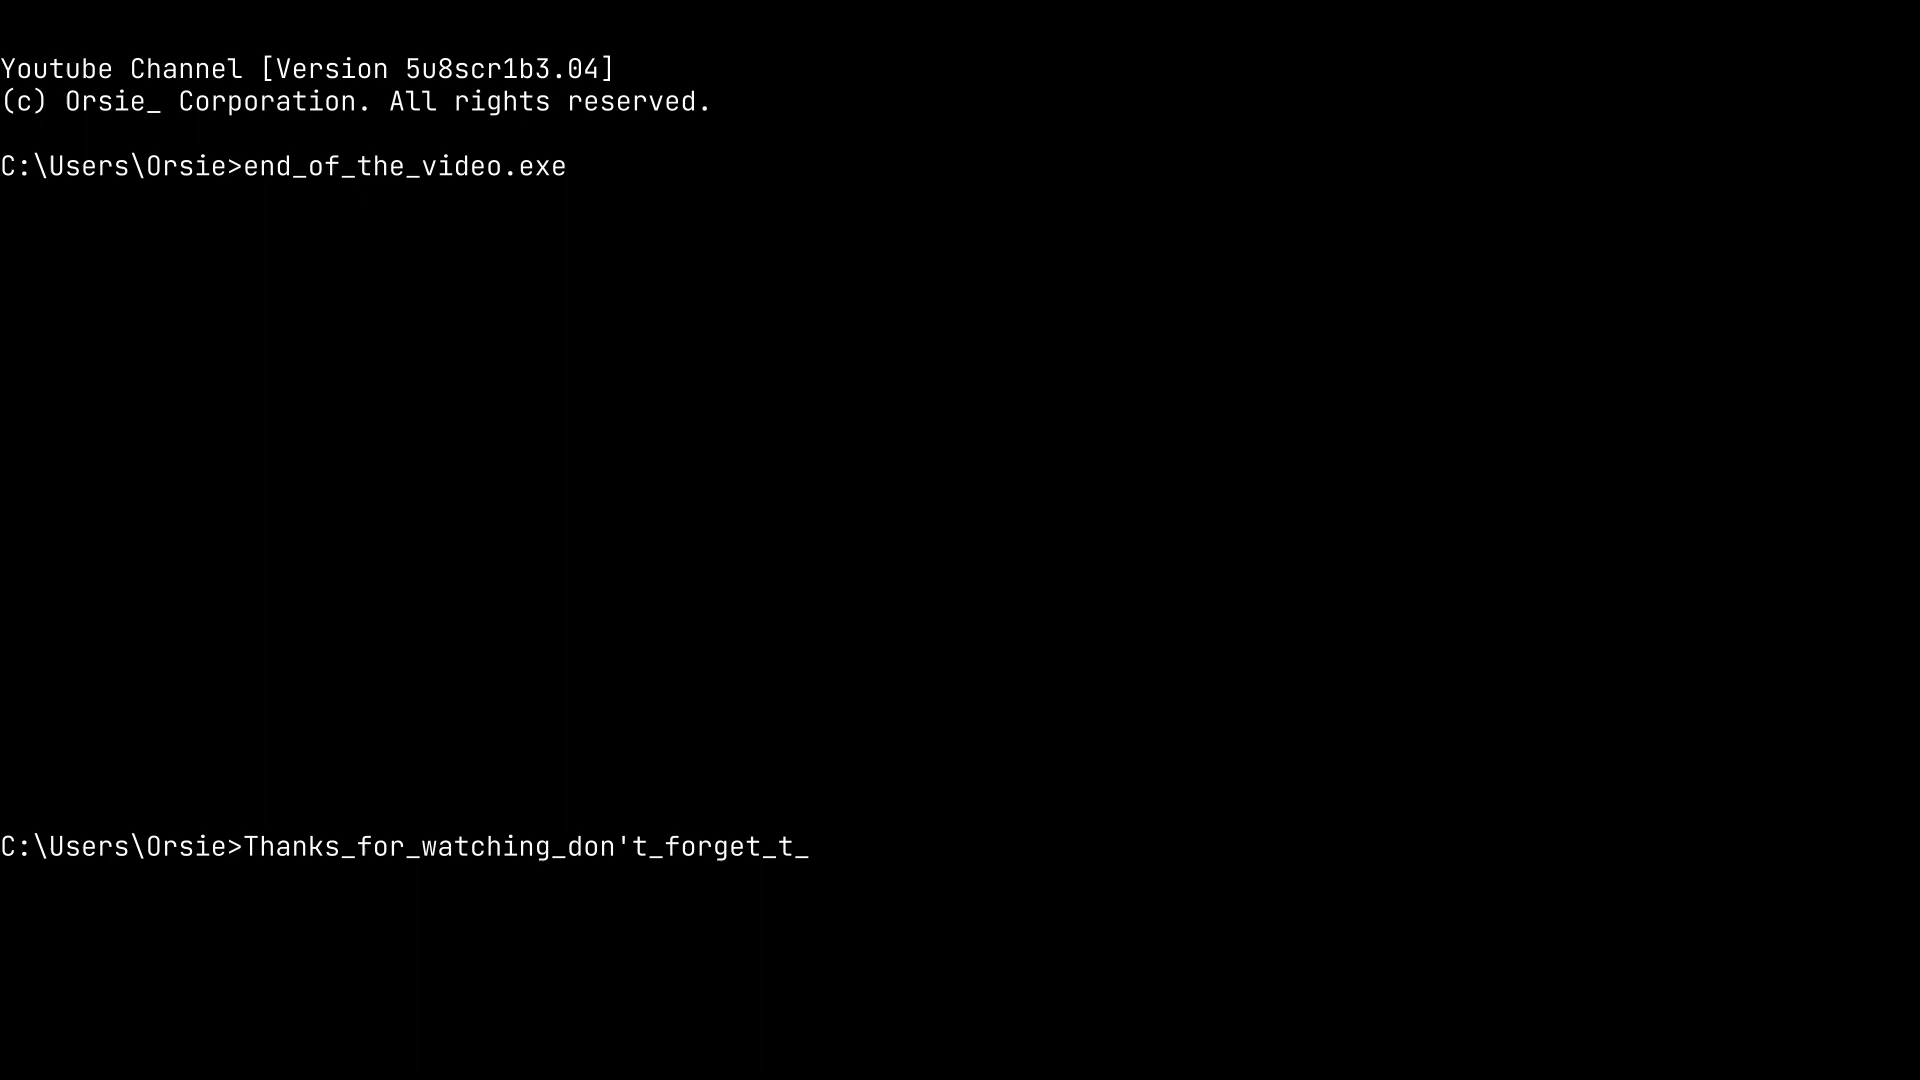 Youtube Channel [Version 5u8scr1b3.04]
(c) Orsie_ Corporation. All rights reserved.
C:\Users\Orsie>end_of_the_video.exe
C:\Users\Orsie>Thanks_for_watching_don't_forget_t_